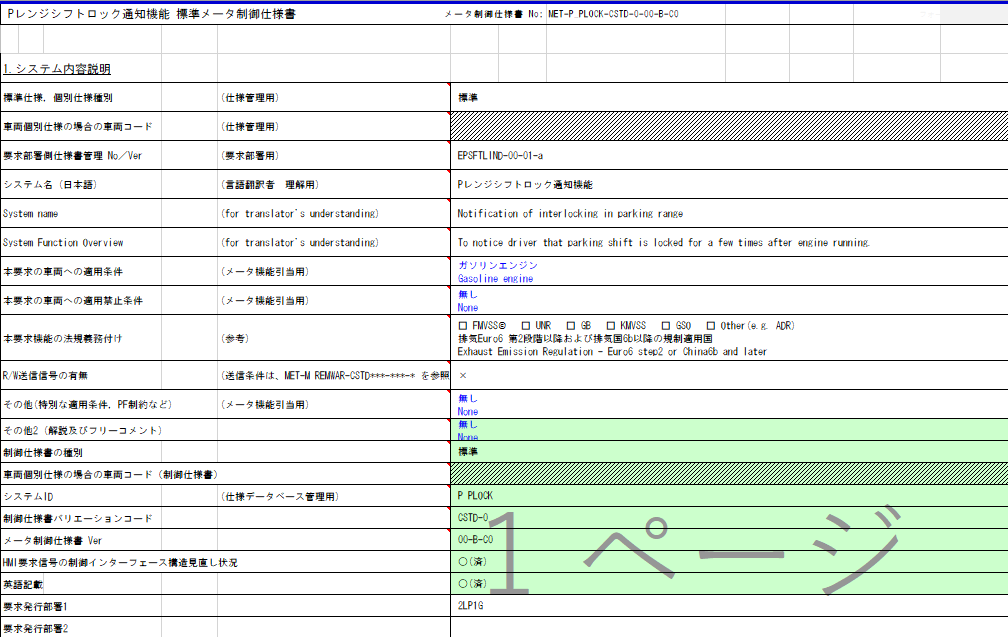 Pレンジシフトロック通知機能 標準メータ制御仕様書 メータ制御仕様書 No: MET-P_PLOCK-CSTD-0-00-B-C0
1. システム内容説明
標準仕様, 個別仕様種別 (仕様管理用) 標準
車両個別仕様の場合の車両コード (仕様管理用)
要求部署側仕様書管理 No／Ver (要求部署用) EPSFTLIND-00-01-a
システム名 (日本語) (言語翻訳者 理解用) Pレンジシフトロック通知機能
System name (for translator's understanding) Notification of interlocking in parking range
System Function Overview (for translator's understanding) To notice driver that parking shift is locked for a few times after engine running.
本要求の車両への適用条件 (メータ機能引当用) ガソリンエンジン
Gasoline engine
本要求の車両への適用禁止条件 (メータ機能引当用) 無し
None
本要求機能の法規義務付け (参考) □ FMVSS© □ UNR □ GB □ KMVSS □ GSO □ Other(e.g. ADR)
排気Euro6 第2段階以降および排気国6b以降の規制適用国
Exhaust Emission Regulation - Euro6 step2 or China6b and later
R/W送信信号の有無 (送信条件は、MET-M_REMWAR-CSTD***-***-* を参照 ×
その他(特別な適用条件, PF制約など) (メータ機能引当用) 無し
None
その他2 (解説及びフリーコメント) 無し
None
制御仕様書の種別 標準
車両個別仕様の場合の車両コード (制御仕様書)
システムID (仕様データベース管理用) P_PLOCK
制御仕様書バリエーションコード CSTD-0
メータ制御仕様書 Ver 00-B-C0
HMI要求信号の制御インターフェース構造見直し状況 ○(済)
英語記載 ○(済)
要求発行部署1 2LP1G
要求発行部署2
1 ページ